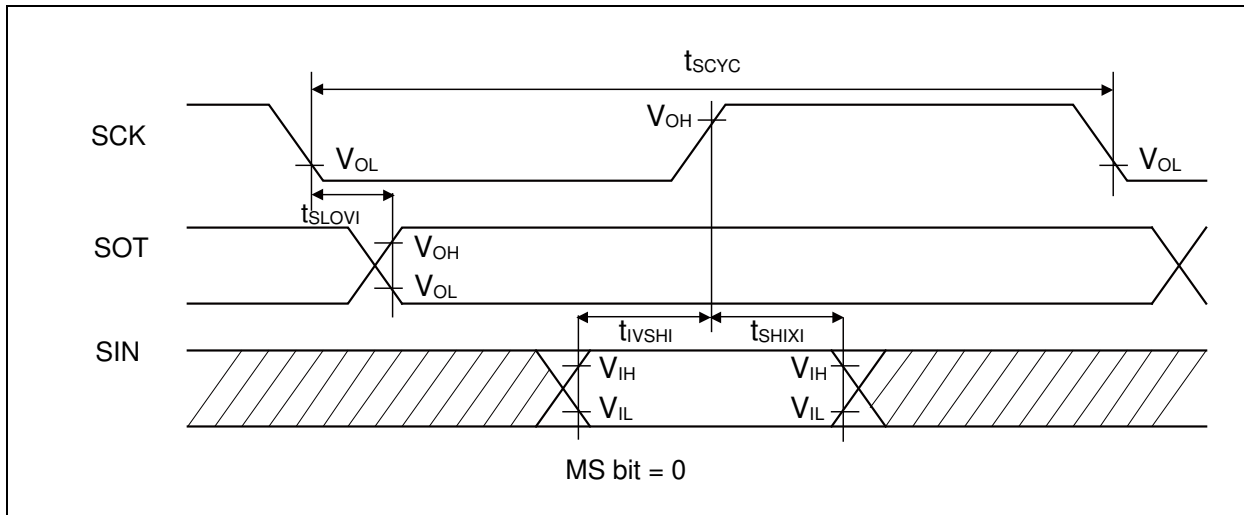 tSCYC
SCK
VOH
VOL
VOL
tSLOVI
SOT
VOH
VOL
tIVSHI
tSHIXI
SIN
VIH
VIH
VIL
VIL
MS bit = 0